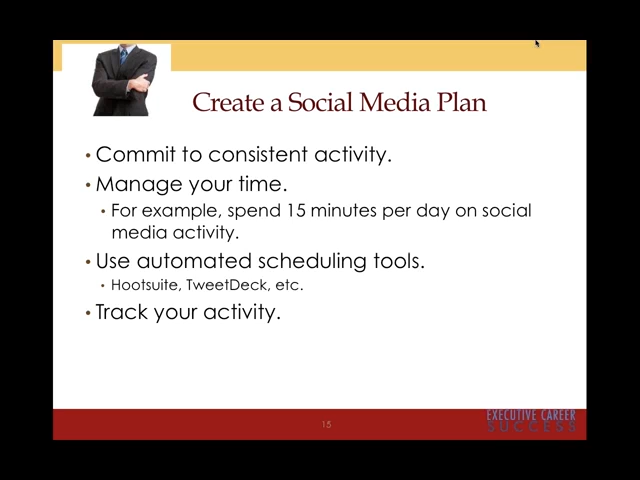 Create a Social Media Plan
• Commit to consistent activity.
• Manage your time.
• For example, spend 15 minutes per day on social
media activity.
• Use automated scheduling tools.
• Hootsuite, TweetDeck, etc.
• Track your activity.
15
EXECUTIVE CAREER
SUCCESS